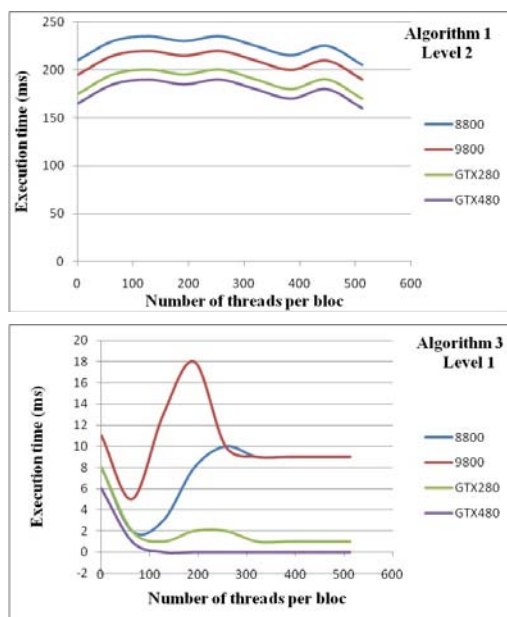 250
200
150
100
50
0
0 100 200 300 400 500 600
Execution time (ms)
Number of threads per bloc
Algorithm 1
Level 2
8800
9800
GTX280
GTX480
20
18
16
14
12
10
8
6
4
2
0
-2
0 100 200 300 400 500 600
Execution time (ms)
Number of threads per bloc
Algorithm 3
Level 1
8800
9800
GTX280
GTX480